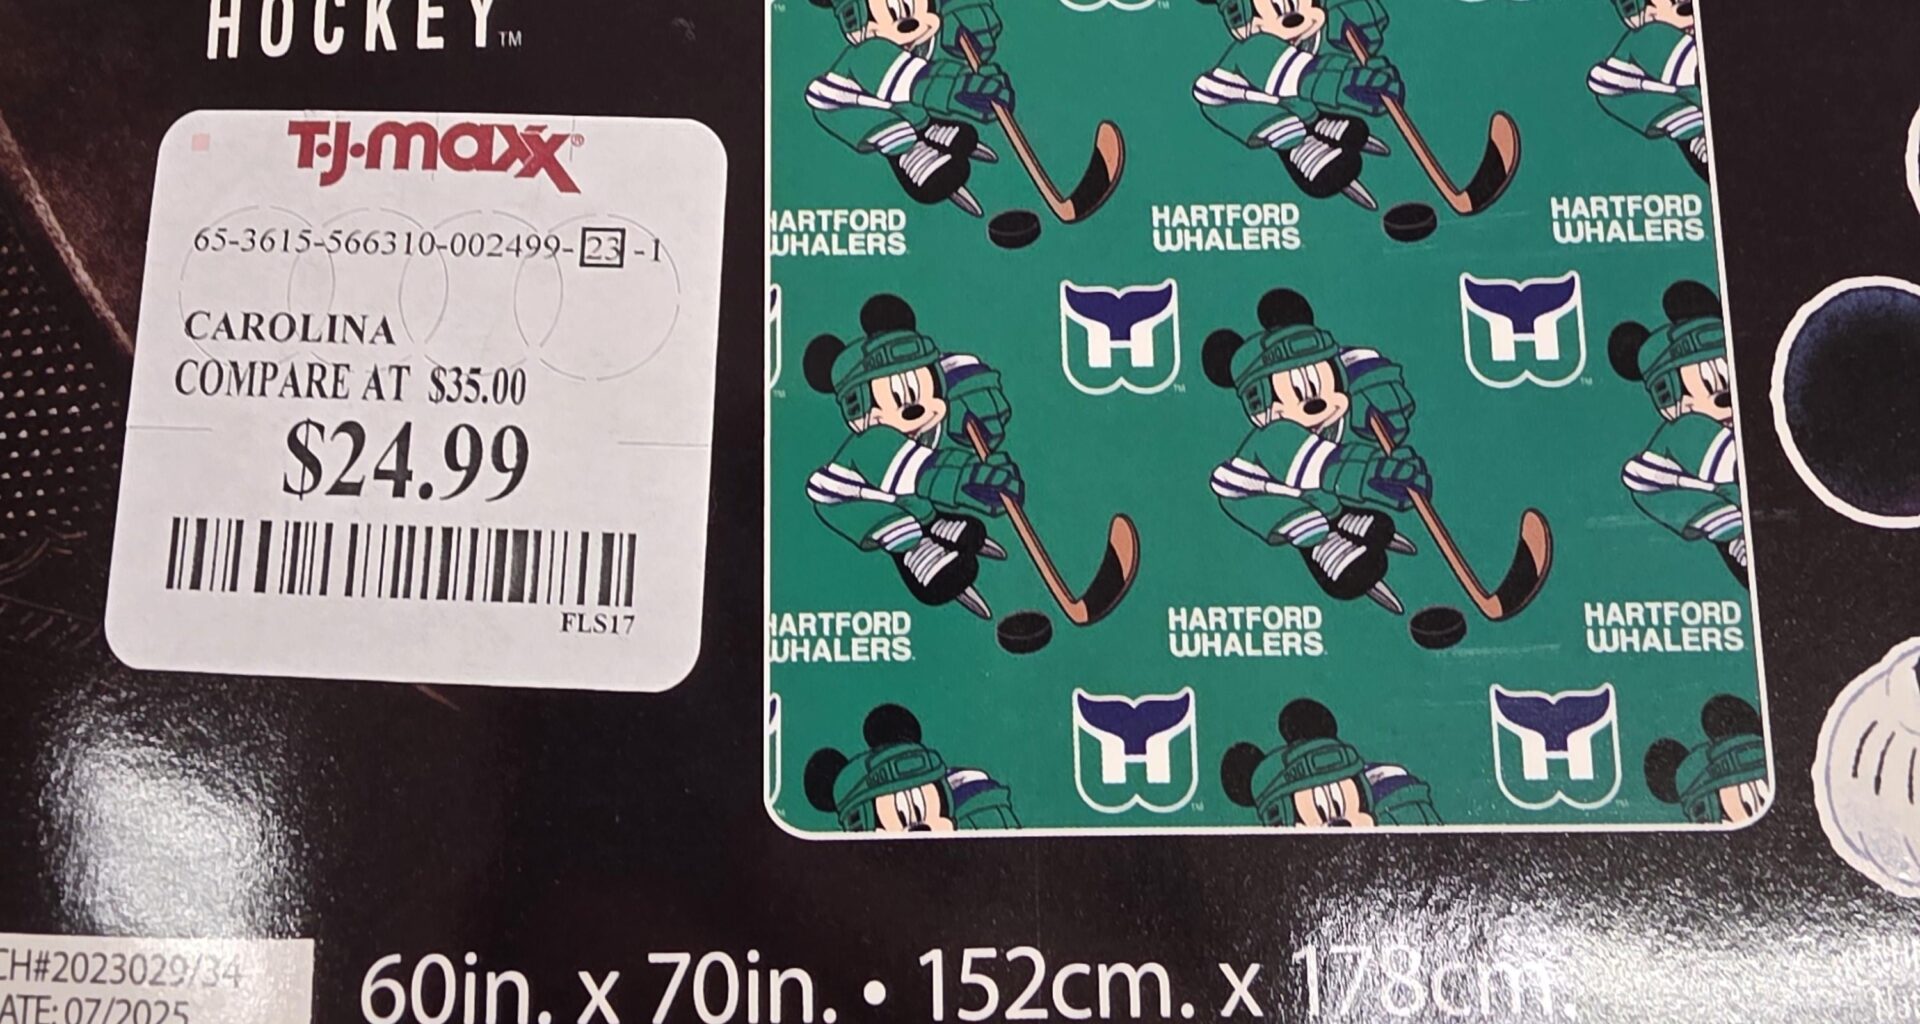 HOCKEY™
T·J·maxx®
65-3615-566310-002499-23-1
CAROLINA
COMPARE AT $35.00
$24.99
FLS17
HARTFORD
WHALERS
HARTFORD
WHALERS
HARTFORD
WHALERS
HARTFORD
WHALERS
HARTFORD
WHALERS
HARTFORD
WHALERS
CH#2023029/34
ATE: 07/2025
60in. x 70in. • 152cm. x 178cm.